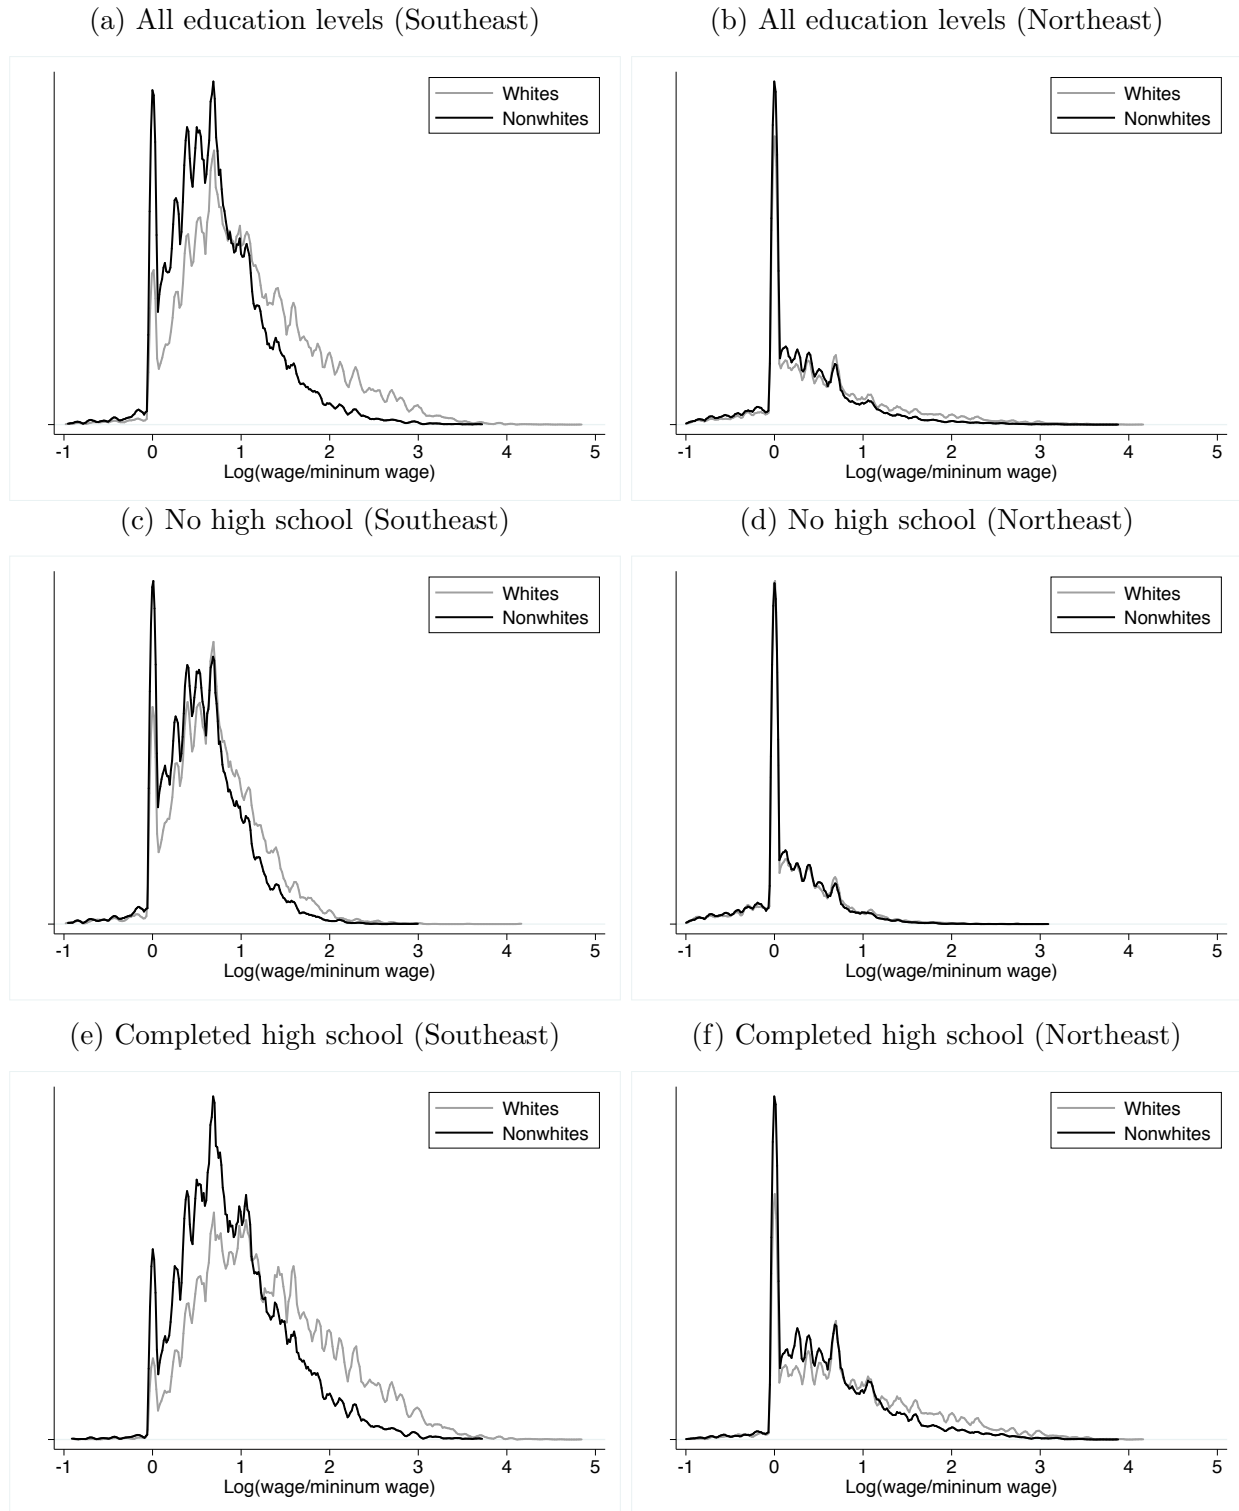 (a) All education levels (Southeast)
Whites
Nonwhites
-1 0 1 2 3 4 5
Log(wage/mininum wage)
(b) All education levels (Northeast)
Whites
Nonwhites
-1 0 1 2 3 4 5
Log(wage/mininum wage)
(c) No high school (Southeast)
Whites
Nonwhites
-1 0 1 2 3 4 5
Log(wage/mininum wage)
(d) No high school (Northeast)
Whites
Nonwhites
-1 0 1 2 3 4 5
Log(wage/mininum wage)
(e) Completed high school (Southeast)
Whites
Nonwhites
-1 0 1 2 3 4 5
Log(wage/mininum wage)
(f) Completed high school (Northeast)
Whites
Nonwhites
-1 0 1 2 3 4 5
Log(wage/mininum wage)